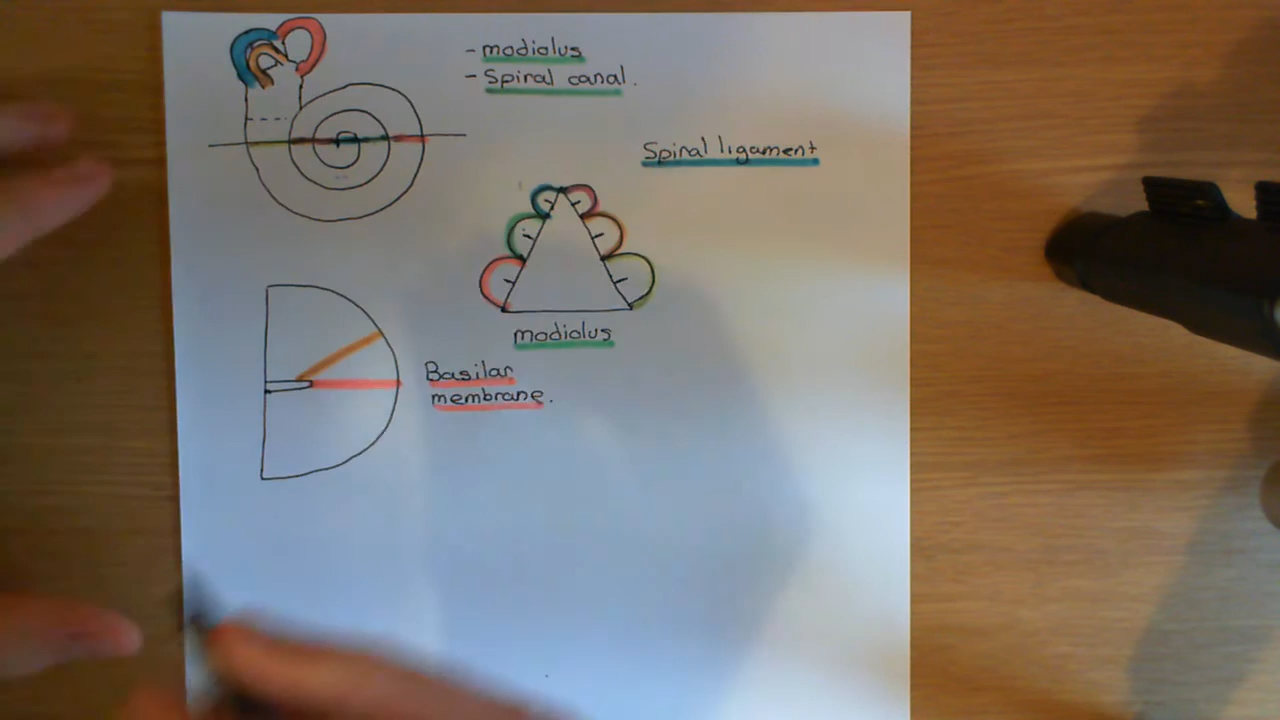 - modiolus
- Spiral canal.
Spiral ligament
modiolus
Basilar
membrane.